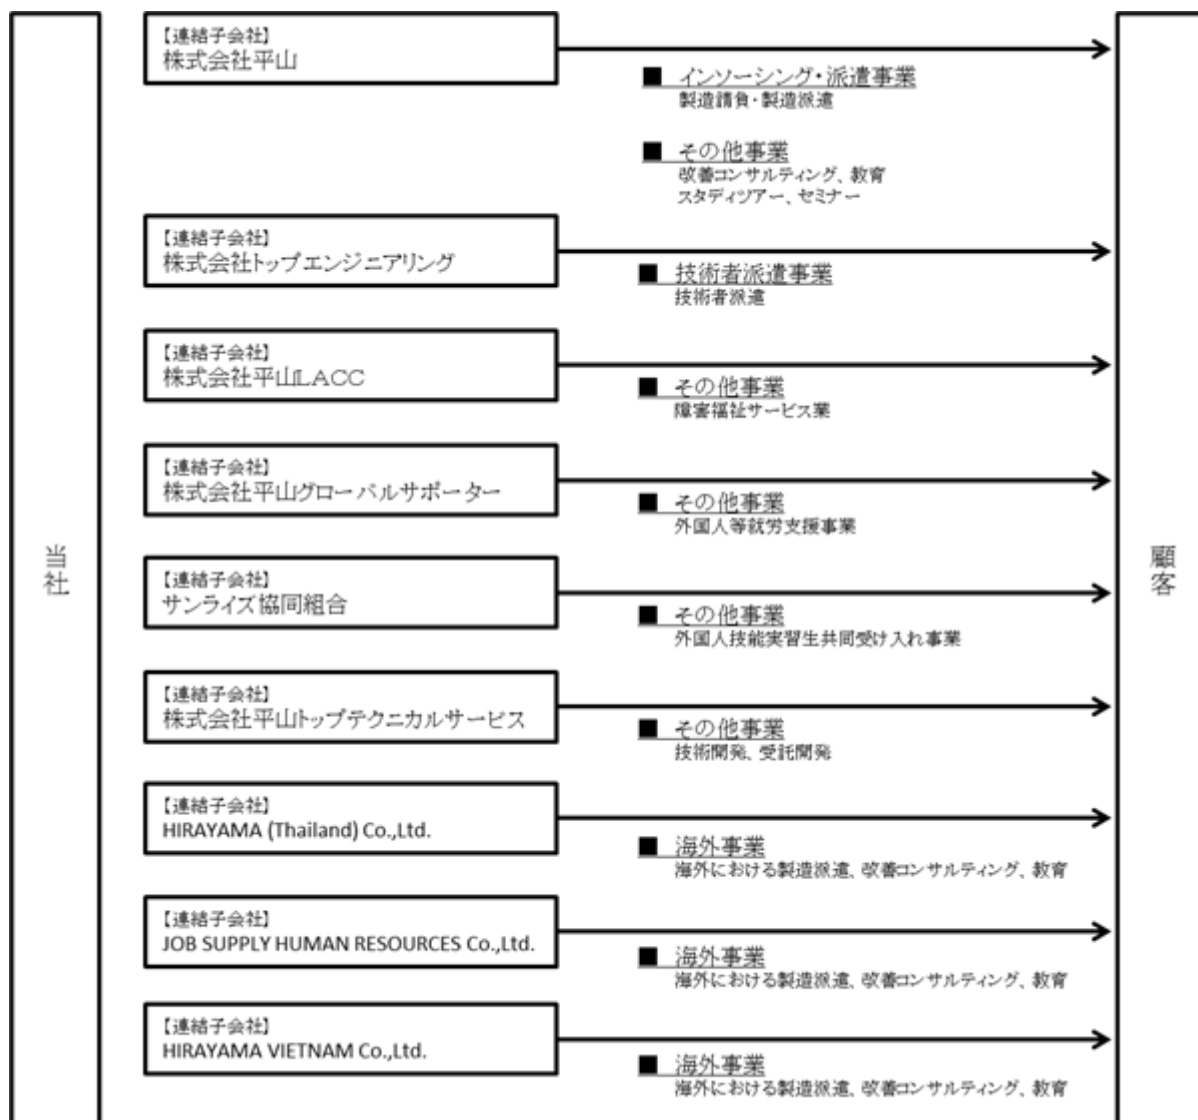 当社
【連結子会社】
株式会社平山
■ インソーシング・派遣事業
製造請負・製造派遣
■ その他事業
改善コンサルティング、教育
スタディツアー、セミナー
【連結子会社】
株式会社トップエンジニアリング
■ 技術者派遣事業
技術者派遣
【連結子会社】
株式会社平山LACC
■ その他事業
障害福祉サービス業
【連結子会社】
株式会社平山グローバルサポーター
■ その他事業
外国人等就労支援事業
【連結子会社】
サンライズ協同組合
■ その他事業
外国人技能実習生共同受け入れ事業
【連結子会社】
株式会社平山トップテクニカルサービス
■ その他事業
技術開発、受託開発
【連結子会社】
HIRAYAMA (Thailand) Co.,Ltd.
■ 海外事業
海外における製造派遣、改善コンサルティング、教育
【連結子会社】
JOB SUPPLY HUMAN RESOURCES Co.,Ltd.
■ 海外事業
海外における製造派遣、改善コンサルティング、教育
【連結子会社】
HIRAYAMA VIETNAM Co.,Ltd.
■ 海外事業
海外における製造派遣、改善コンサルティング、教育
顧客